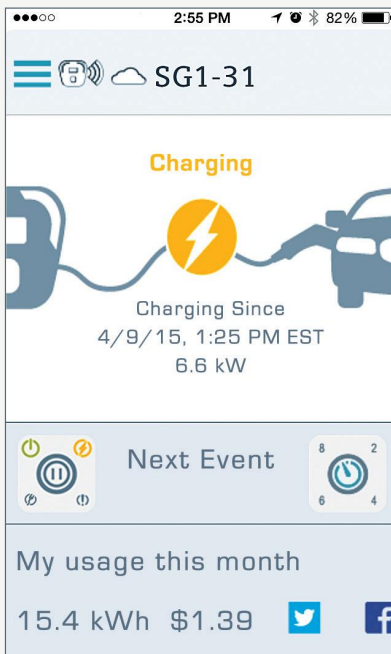 2:55 PM 82%
SG1-31
Charging
Charging Since
4/9/15, 1:25 PM EST
6.6 kW
Next Event
8 2
6 4
My usage this month
15.4 kWh $1.39